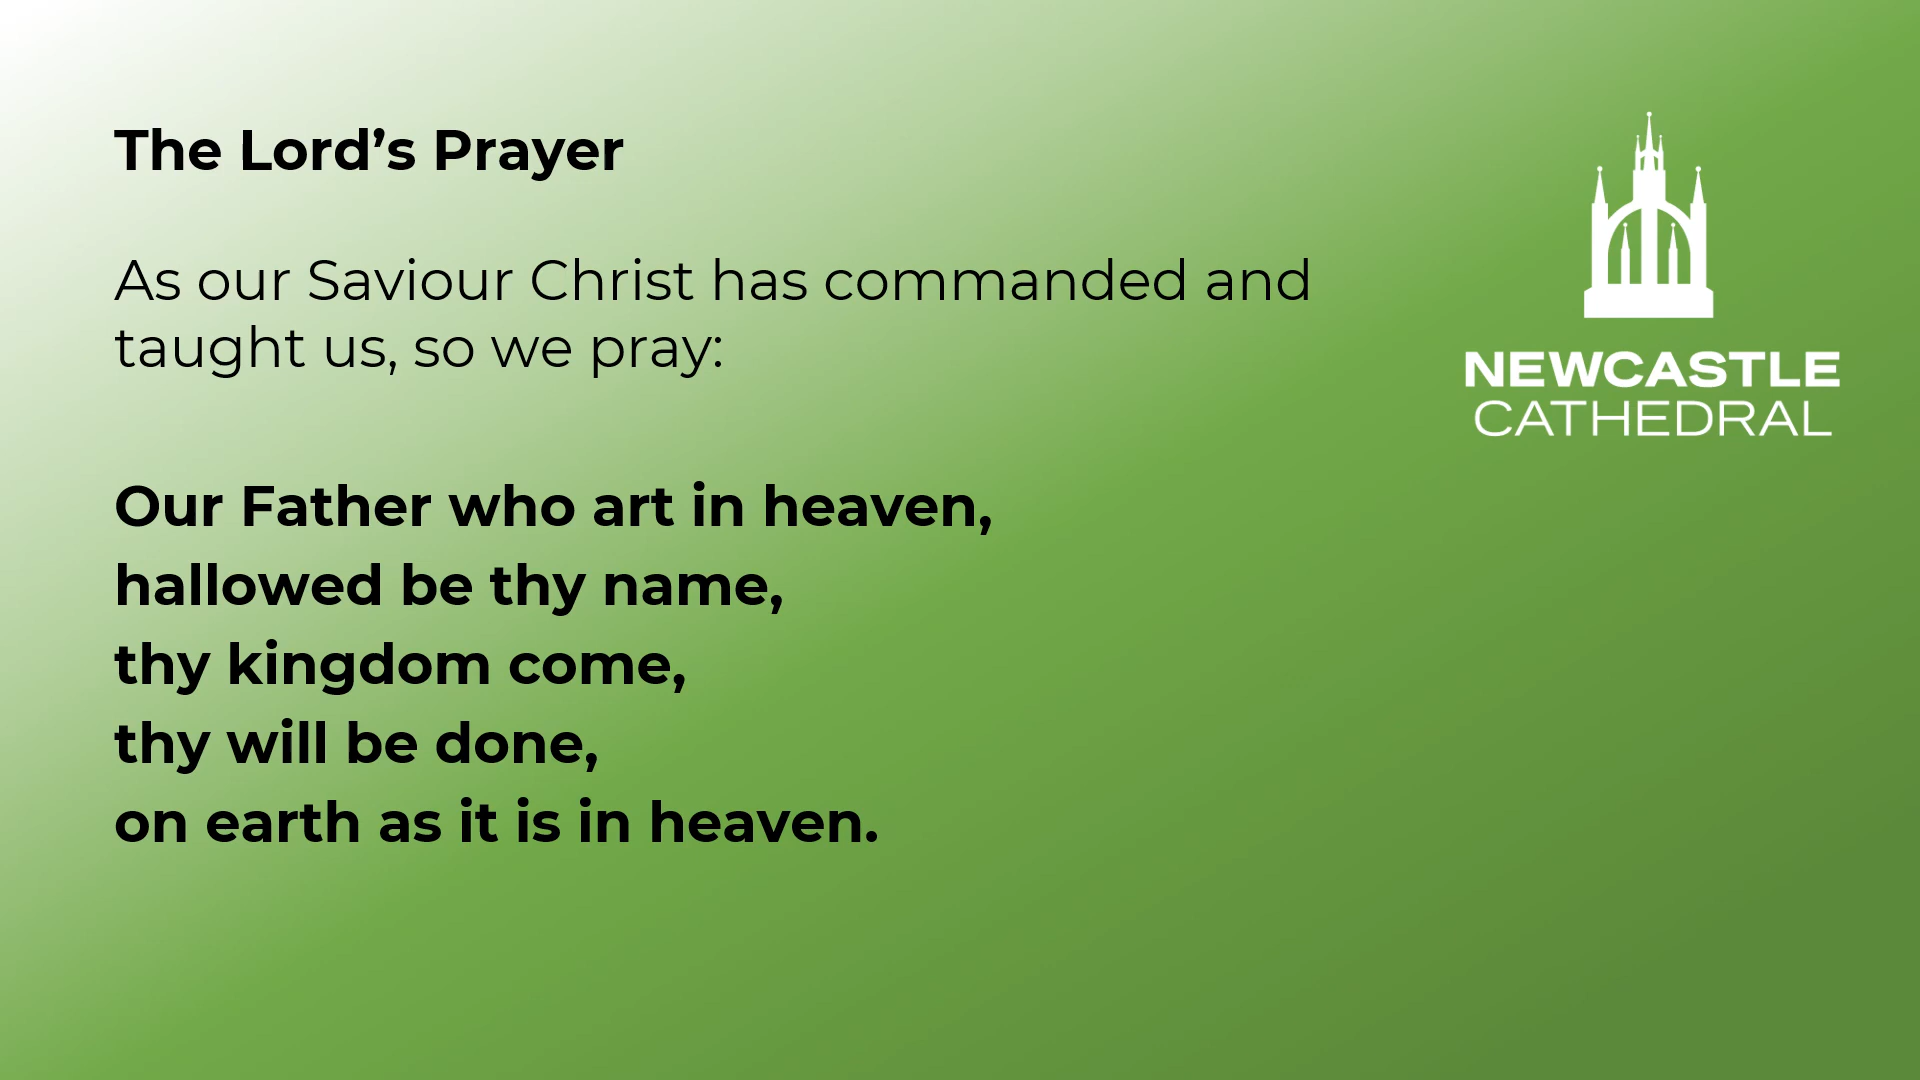 The Lord’s Prayer
As our Saviour Christ has commanded and
taught us, so we pray:
Our Father who art in heaven,
hallowed be thy name,
thy kingdom come,
thy will be done,
on earth as it is in heaven.
NEWCASTLE
CATHEDRAL